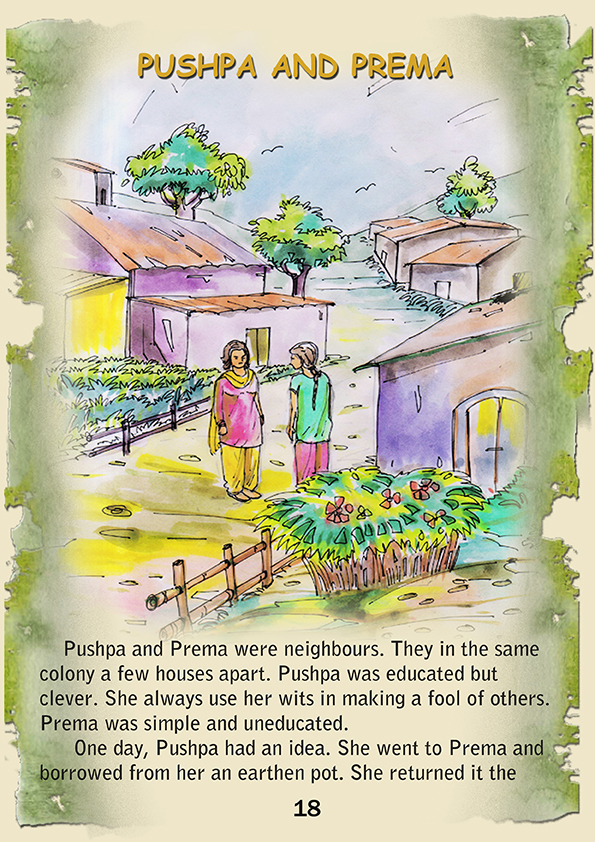 PUSHPA AND PREMA
Pushpa and Prema were neighbours. They in the same
colony a few houses apart. Pushpa was educated but
clever. She always use her wits in making a fool of others.
Prema was simple and uneducated.
One day, Pushpa had an idea. She went to Prema and
borrowed from her an earthen pot. She returned it the
18